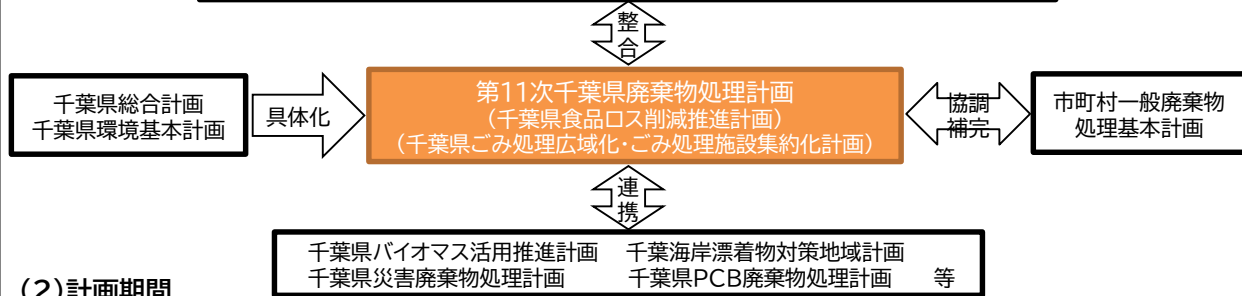 整合
千葉県総合計画
千葉県環境基本計画
具体化
第11次千葉県廃棄物処理計画
(千葉県食品ロス削減推進計画)
(千葉県ごみ処理広域化・ごみ処理施設集約化計画)
協調
補完
市町村一般廃棄物
処理基本計画
連携
千葉県バイオマス活用推進計画 千葉海岸漂着物対策地域計画
千葉県災害廃棄物処理計画 千葉県PCB廃棄物処理計画 等
(2)計画期間